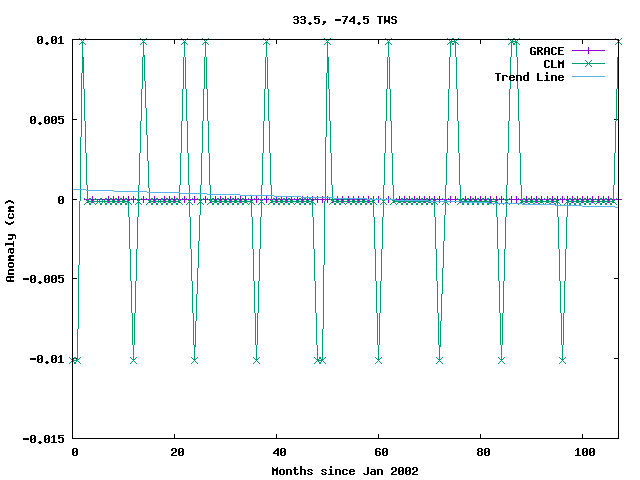 33.5, -74.5 TWS
GRACE
CLM
Trend Line
0.01
0.005
0
-0.005
-0.01
-0.015
Anomaly (cm)
0 20 40 60 80 100
Months since Jan 2002